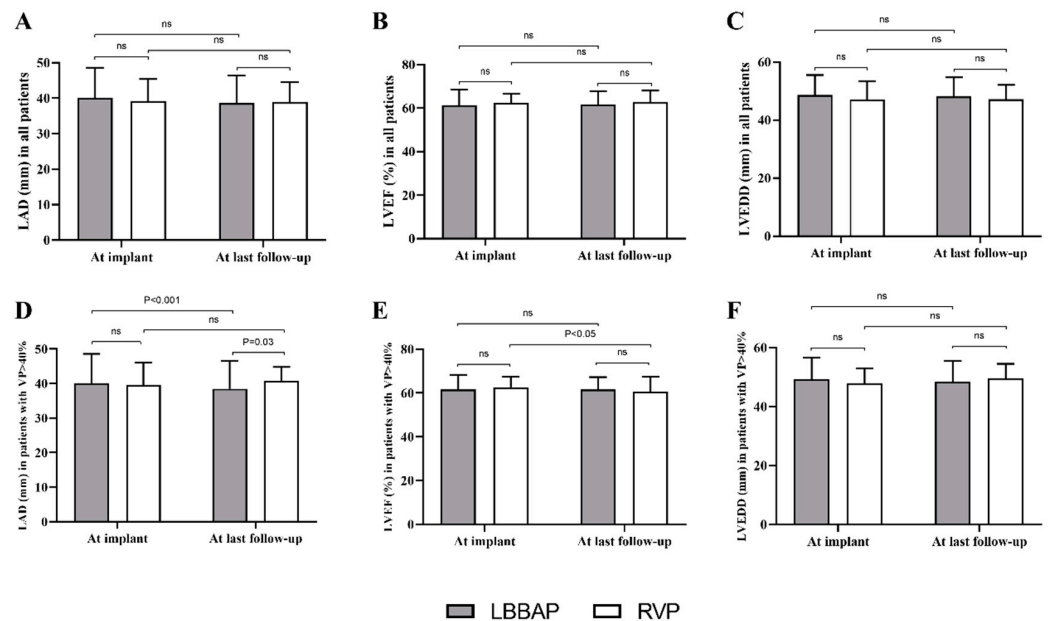 A
ns
ns
ns
ns
LAD (mm) in all patients
50
40
30
20
10
0
At implant
At last follow-up
B
ns
ns
ns
ns
LVEF (%) in all patients
80
60
40
20
0
At implant
At last follow-up
C
ns
ns
ns
ns
LVEDD (mm) in all patients
60
40
20
0
At implant
At last follow-up
D
P<0.001
ns
ns
P=0.03
LAD (mm) in patients with VP>40%
50
40
30
20
10
0
At implant
At last follow-up
E
ns
P<0.05
ns
ns
LVEF (%) in patients with VP>40%
80
60
40
20
0
At implant
At last follow-up
F
ns
ns
ns
ns
LVEDD (mm) in patients with VP>40%
60
40
20
0
At implant
At last follow-up
LBBAP
RVP